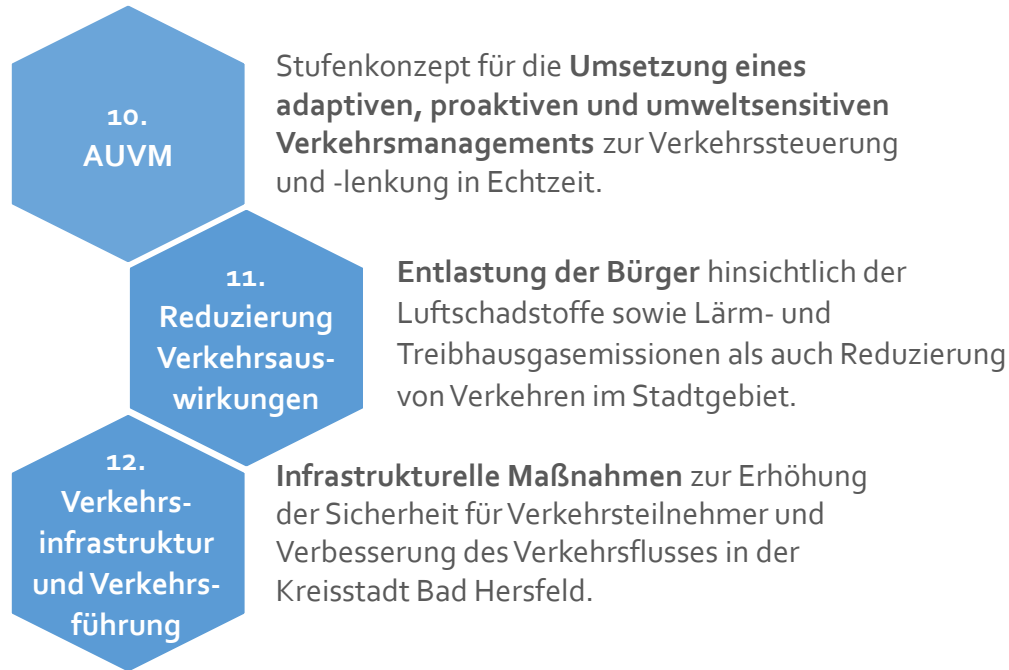 10.
AUVM
Stufenkonzept für die Umsetzung eines
adaptiven, proaktiven und umweltsensitiven
Verkehrsmanagements zur Verkehrssteuerung
und -lenkung in Echtzeit.
11.
Reduzierung
Verkehrsaus-
wirkungen
Entlastung der Bürger hinsichtlich der
Luftschadstoffe sowie Lärm- und
Treibhausgasemissionen als auch Reduzierung
von Verkehren im Stadtgebiet.
12.
Verkehrs-
infrastruktur
und Verkehrs-
führung
Infrastrukturelle Maßnahmen zur Erhöhung
der Sicherheit für Verkehrsteilnehmer und
Verbesserung des Verkehrsflusses in der
Kreisstadt Bad Hersfeld.